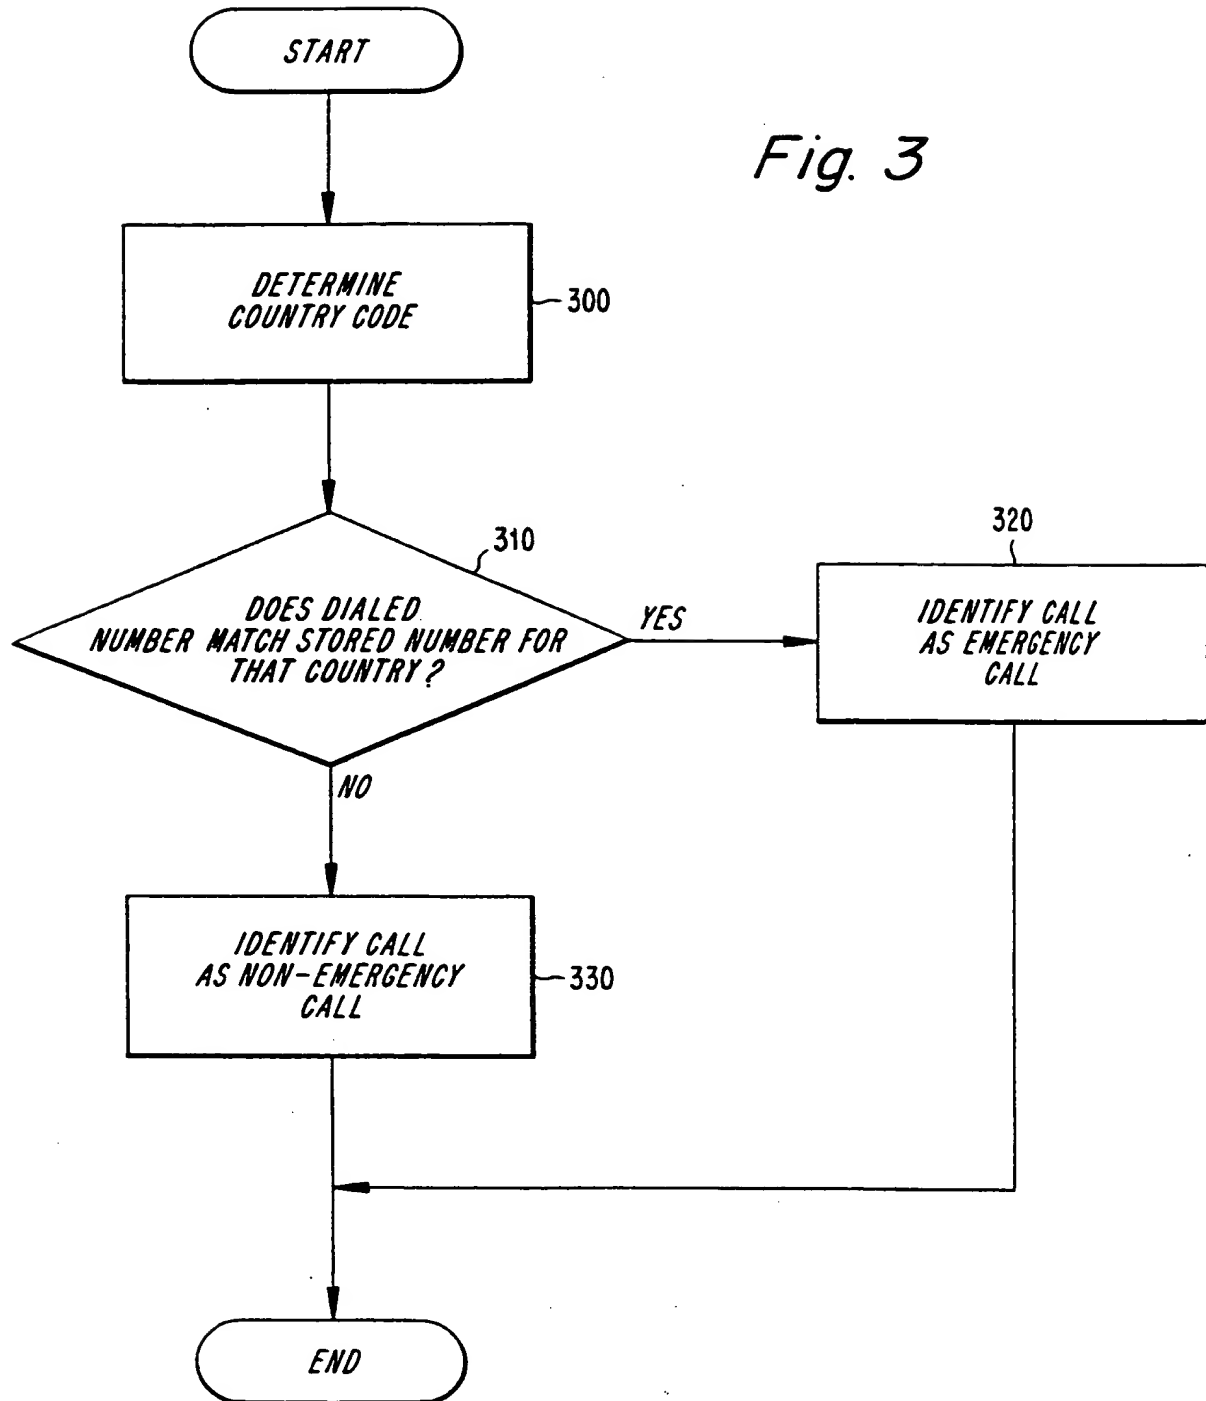 START
Fig. 3
DETERMINE
COUNTRY CODE
300
310
DOES DIALED
NUMBER MATCH STORED NUMBER FOR
THAT COUNTRY?
YES
320
IDENTIFY CALL
AS EMERGENCY
CALL
NO
IDENTIFY CALL
AS NON-EMERGENCY
CALL
330
END